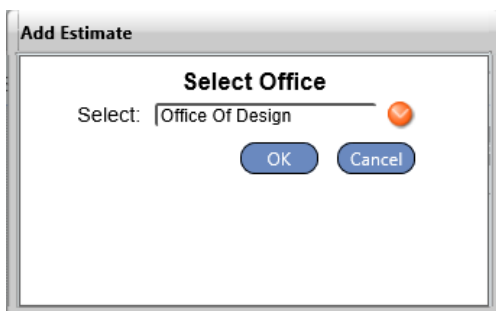 Add Estimate
Select Office
Select: Office Of Design
OK Cancel